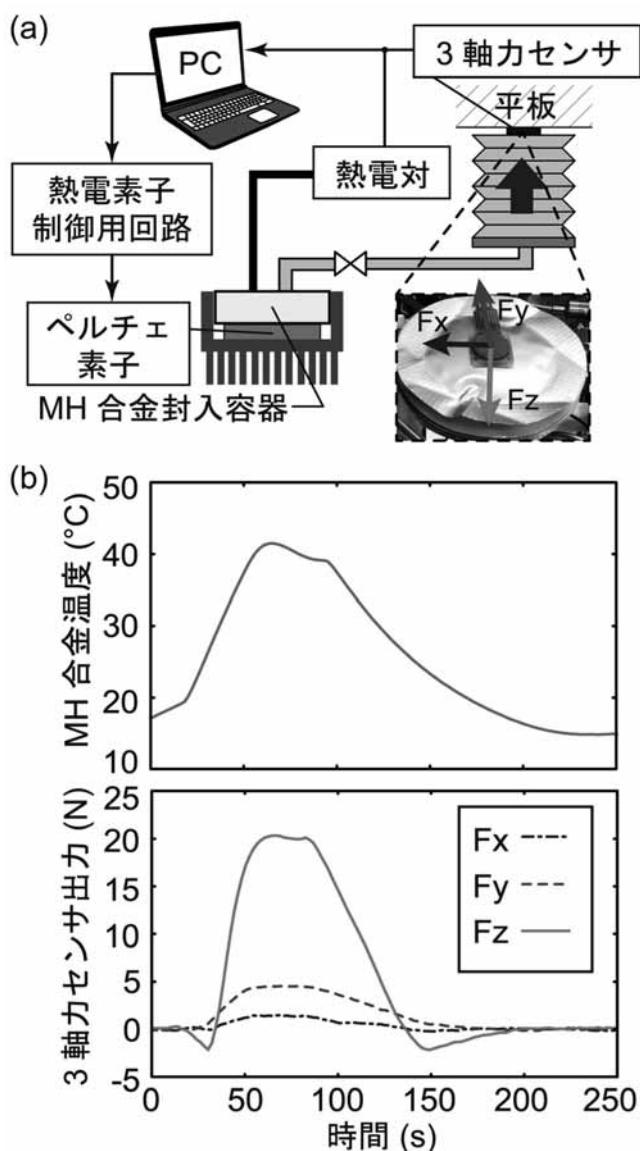 (a)
PC
3 軸力センサ
平板
熱電対
熱電素子
制御用回路
ペルチェ
素子
MH 合金封入容器
Fx
Fy
Fz
(b)
MH 合金温度 (°C)
50
40
30
20
10
3 軸力センサ出力 (N)
25
20
15
10
5
0
-5
Fx
Fy
Fz
0
50
100
150
200
250
時間 (s)